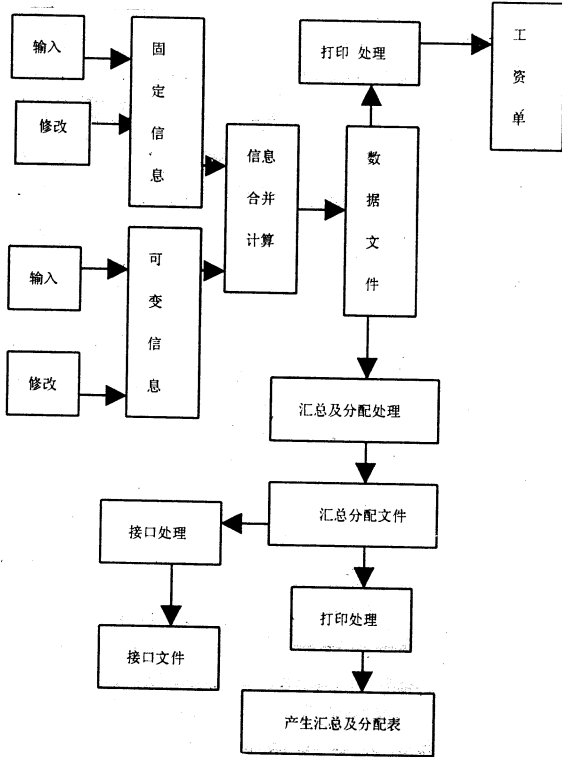 输入
修改
固定信息
输入
修改
可变信息
信息
合并
计算
数据文件
打印 处理
工资单
汇总及分配处理
汇总分配文件
接口处理
接口文件
打印处理
产生汇总及分配表